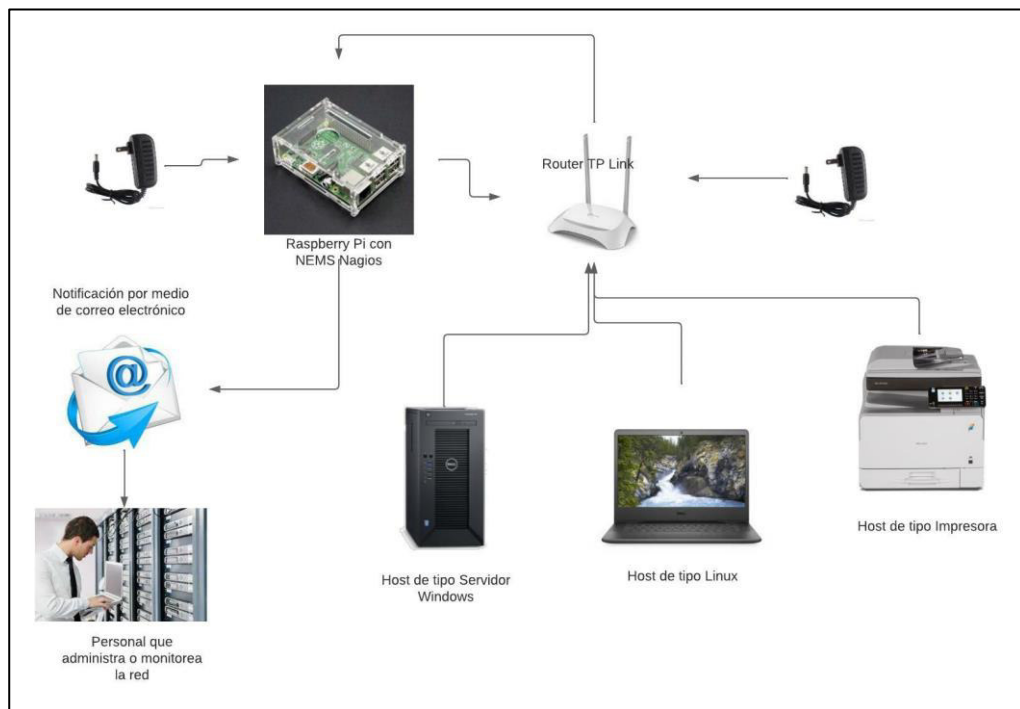 Router TP Link
Raspberry Pi con
NEMS Nagios
Notificación por medio
de correo electrónico
@
Host de tipo Impresora
Host de tipo Servidor
Windows
Host de tipo Linux
Personal que
administra o monitorea
la red